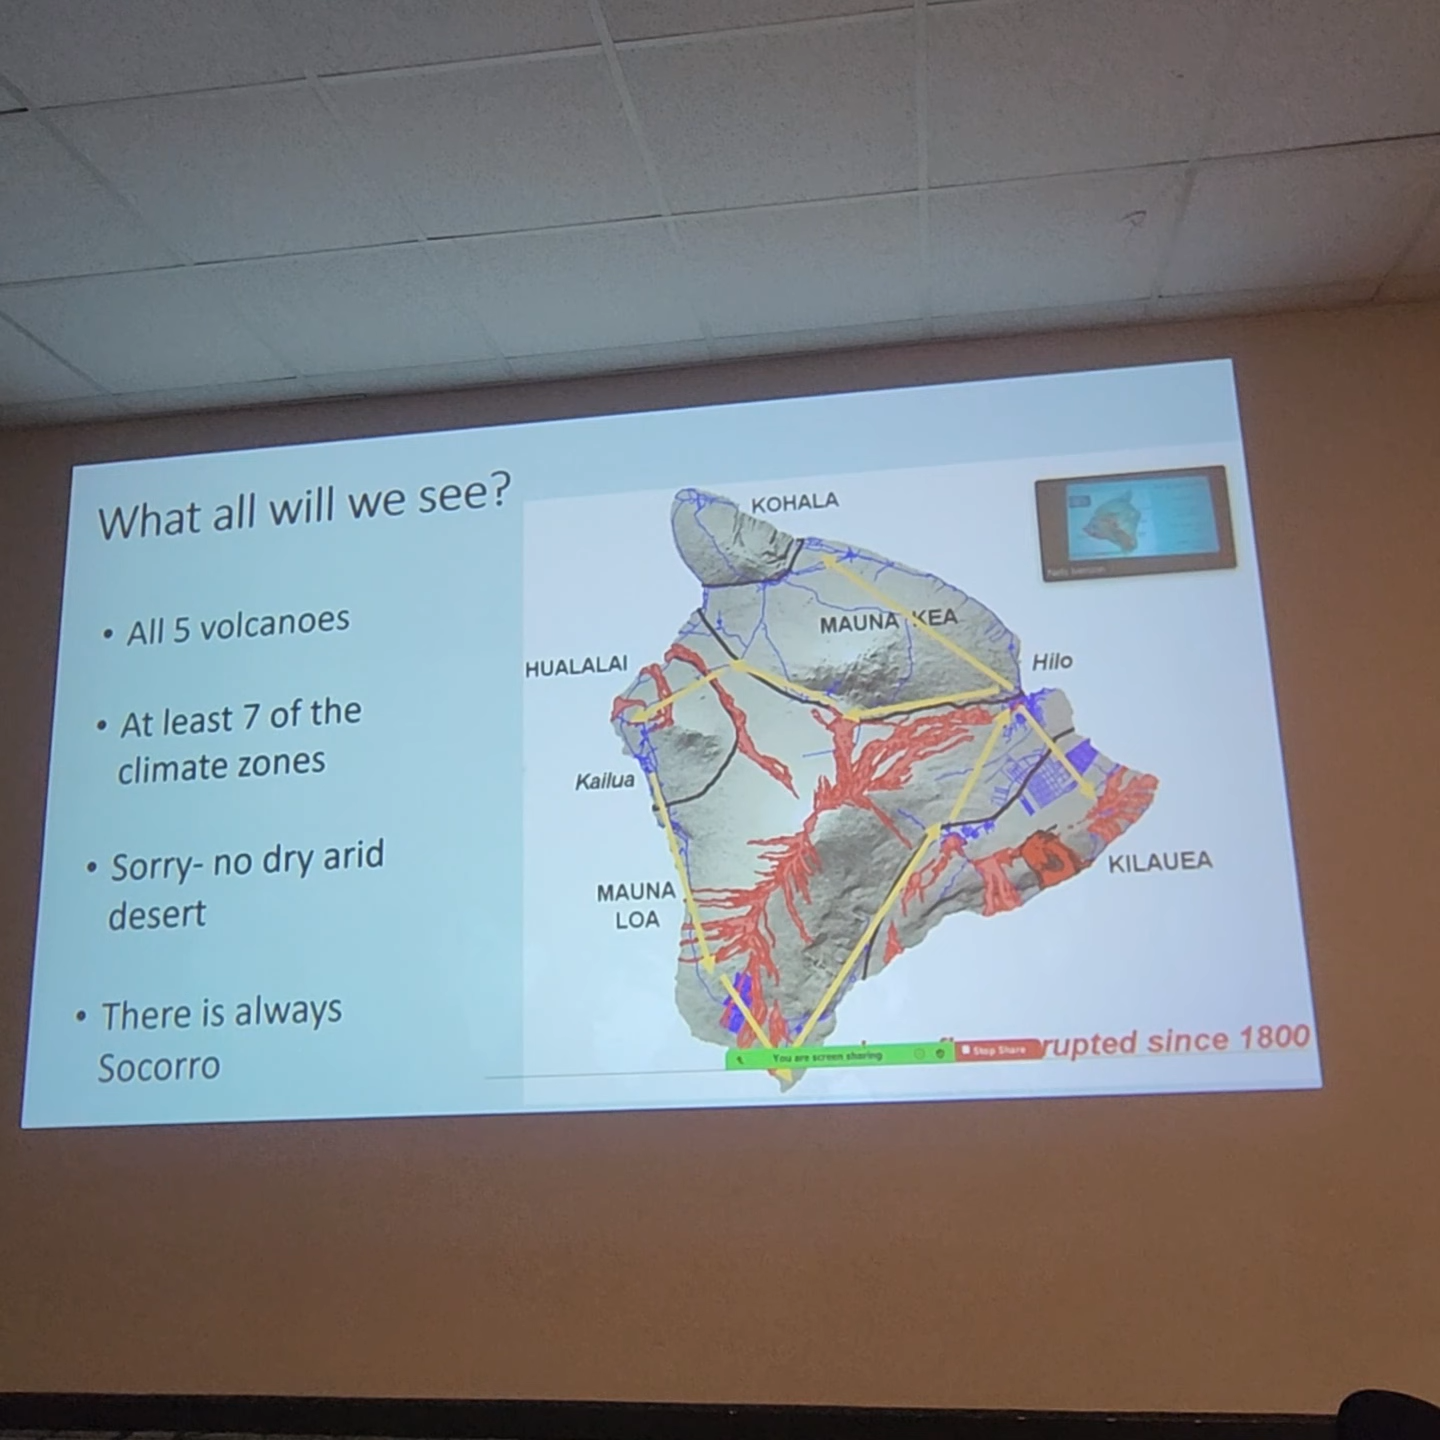 What all will we see?
• All 5 volcanoes
• At least 7 of the
climate zones
• Sorry- no dry arid
desert
• There is always
Socorro
KOHALA
MAUNA KEA
Hilo
HUALALAI
Kailua
MAUNA
LOA
KILAUEA
rupted since 1800
You are screen sharing
Stop Share